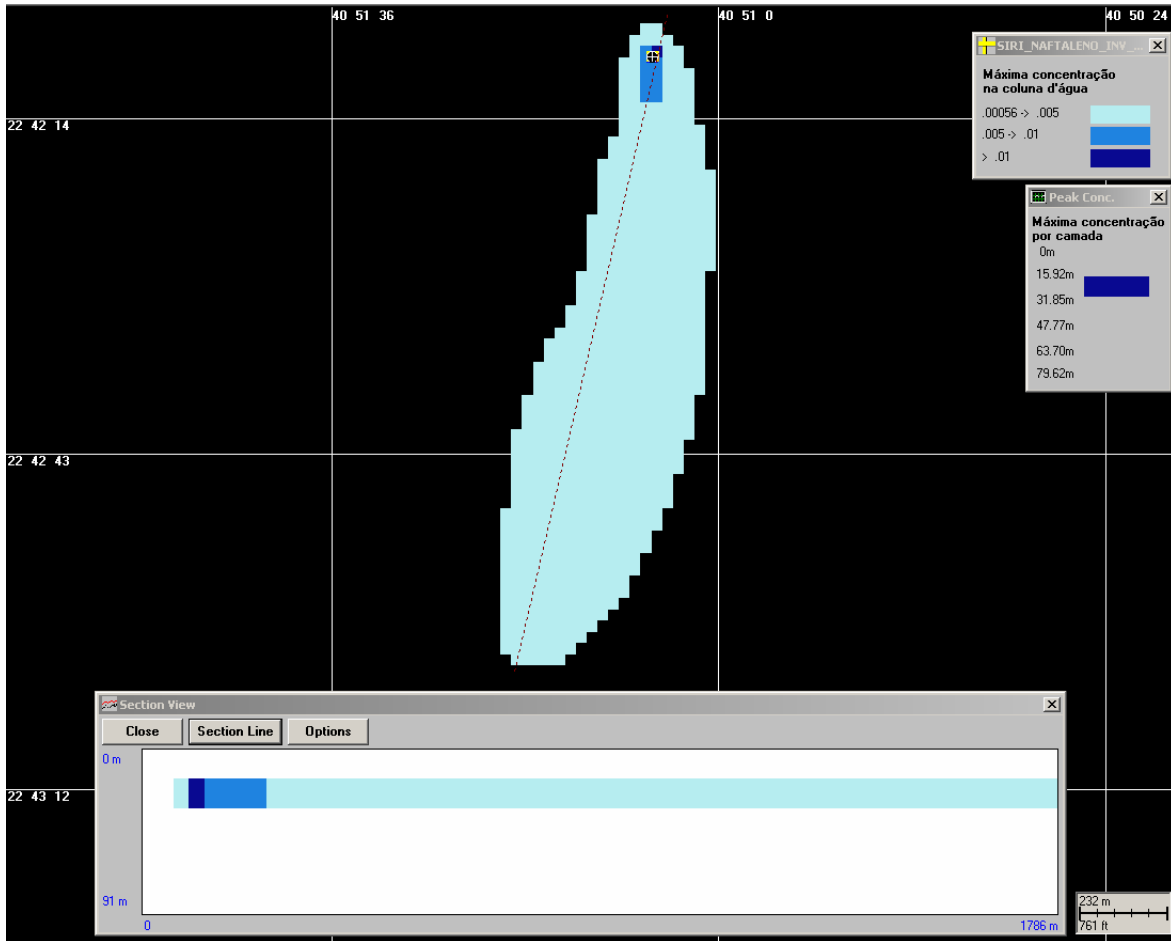 40 51 36
40 51 0
40 50 24
SIRI_NAFTALENO_INV_...
Máxima concentração
na coluna d'água
.00056 -> .005
.005 -> .01
> .01
22 42 14
Peak Conc.
Máxima concentração
por camada
0m
15.92m
31.85m
47.77m
63.70m
79.62m
22 42 43
Section View
Close
Section Line
Options
0 m
22 43 12
91 m
0
1786 m
232 m
761 ft